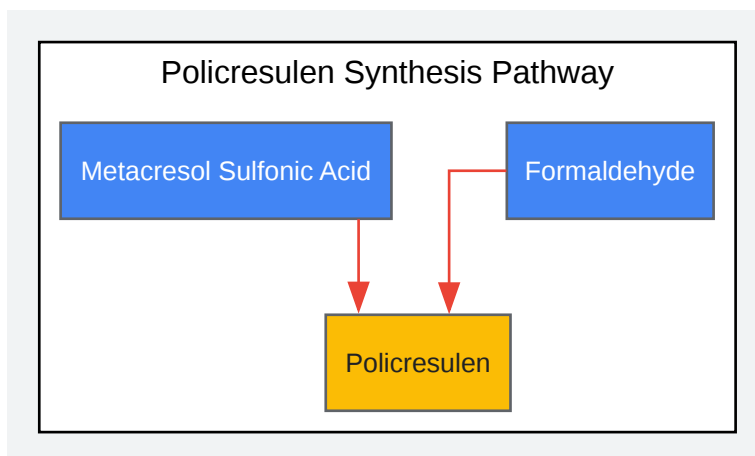 Policresulen Synthesis Pathway
Metacresol Sulfonic Acid
Formaldehyde
Policresulen